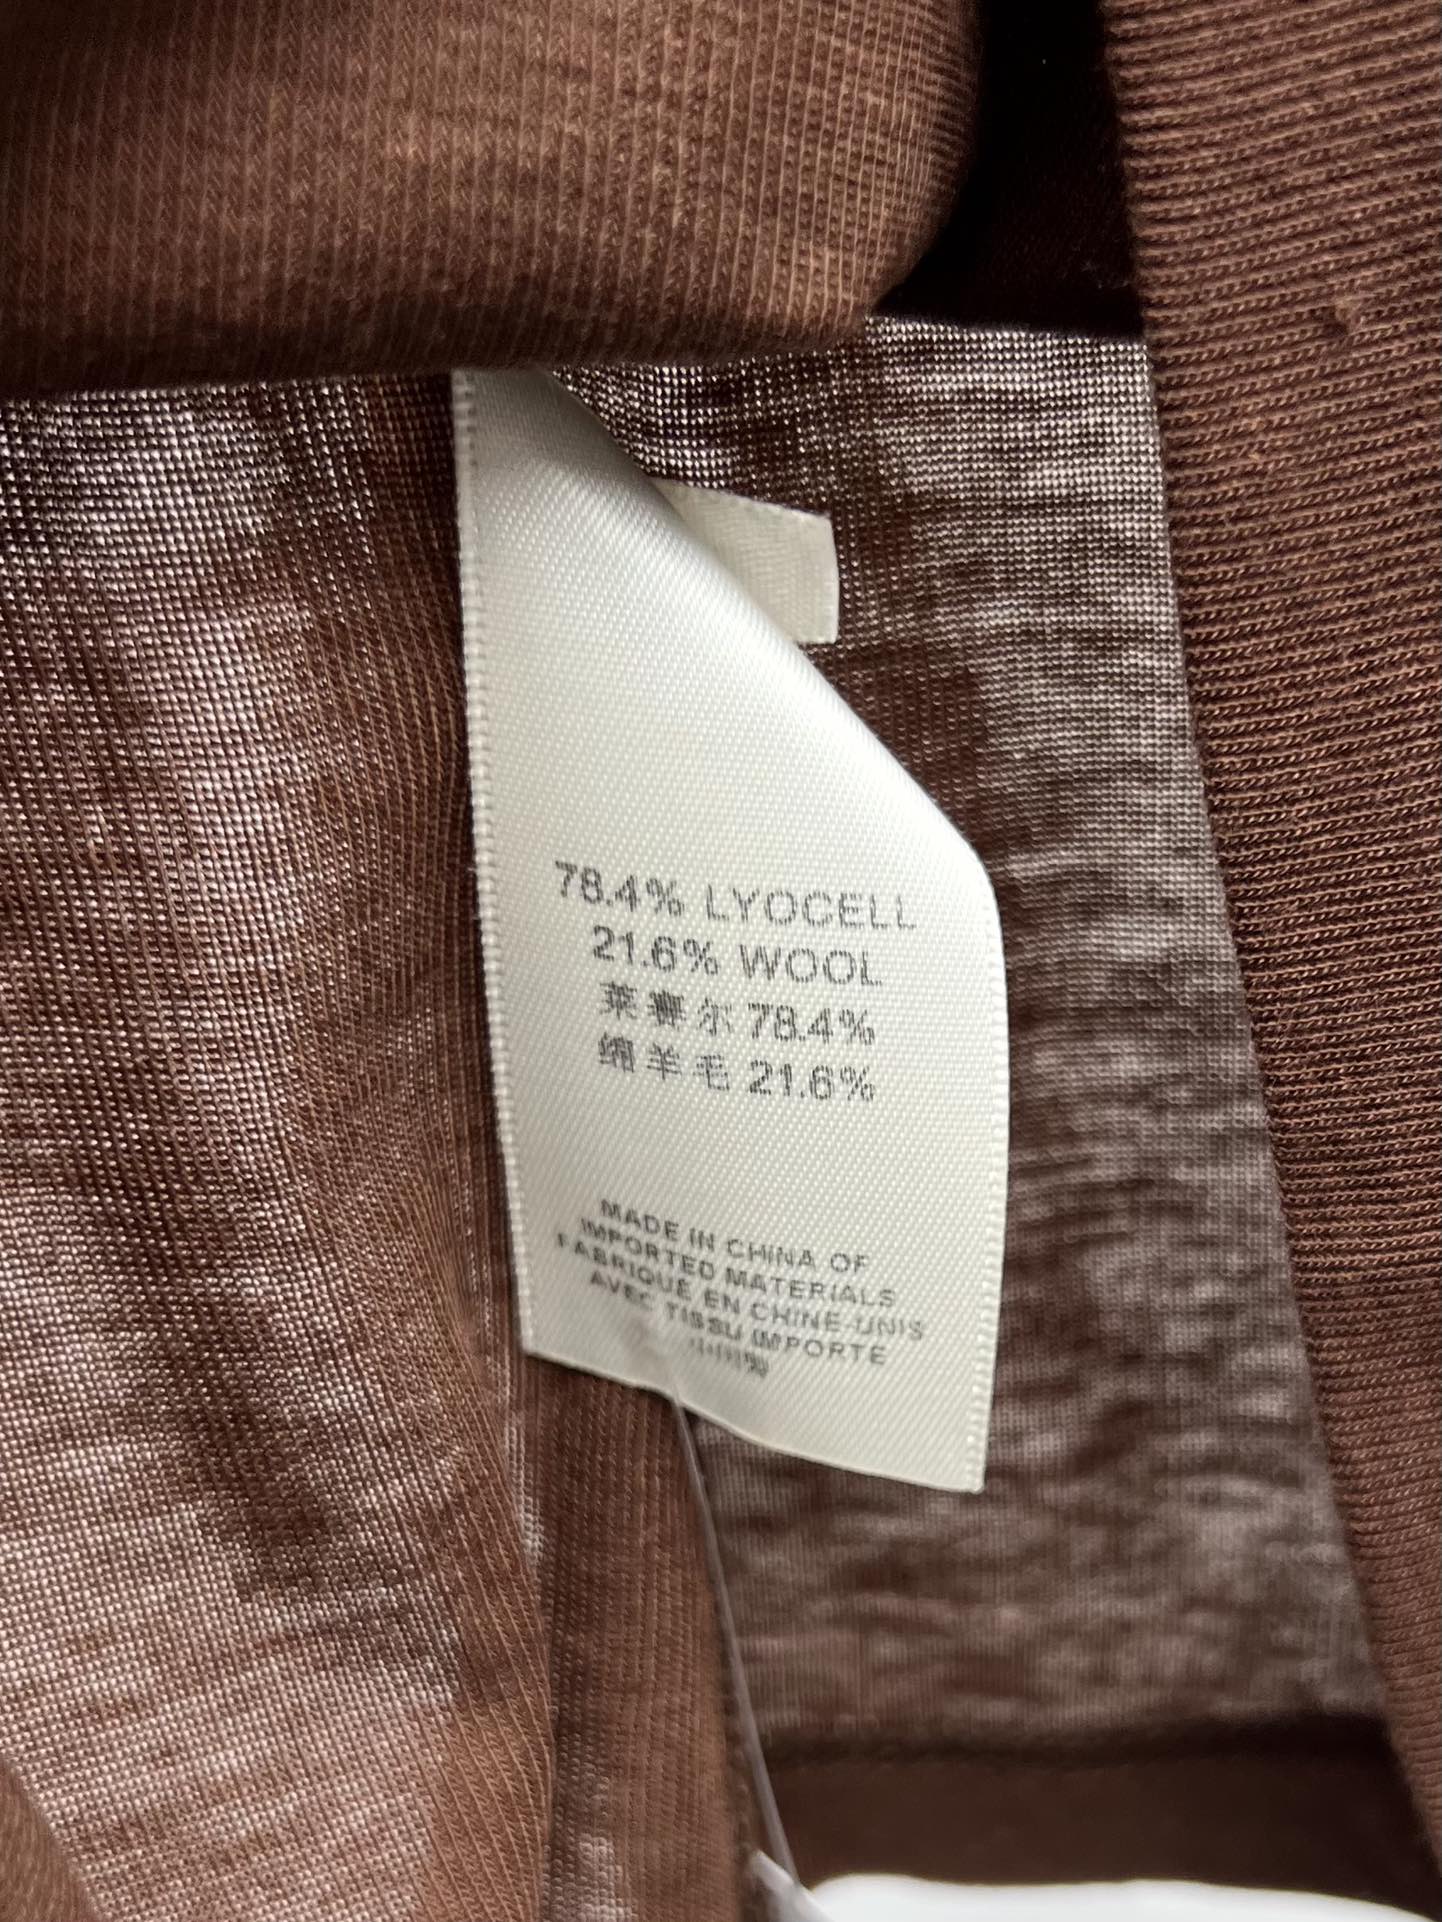 78.4% LYOCELL
21.6% WOOL
莱赛尔 78.4%
绵羊毛 21.6%
MADE IN CHINA OF
IMPORTED MATERIALS
FABRIQUÉ EN CHINE-UNIS
AVEC TISSU IMPORTE